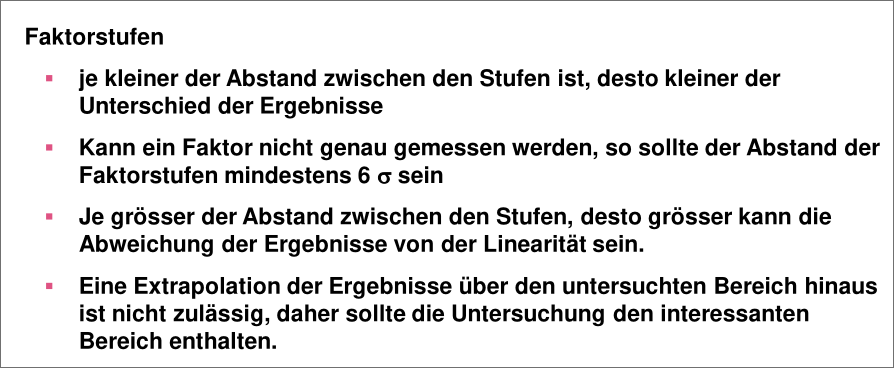 Faktorstufen
▪ je kleiner der Abstand zwischen den Stufen ist, desto kleiner der
Unterschied der Ergebnisse
▪ Kann ein Faktor nicht genau gemessen werden, so sollte der Abstand der
Faktorstufen mindestens 6 σ sein
▪ Je grösser der Abstand zwischen den Stufen, desto grösser kann die
Abweichung der Ergebnisse von der Linearität sein.
▪ Eine Extrapolation der Ergebnisse über den untersuchten Bereich hinaus
ist nicht zulässig, daher sollte die Untersuchung den interessanten
Bereich enthalten.